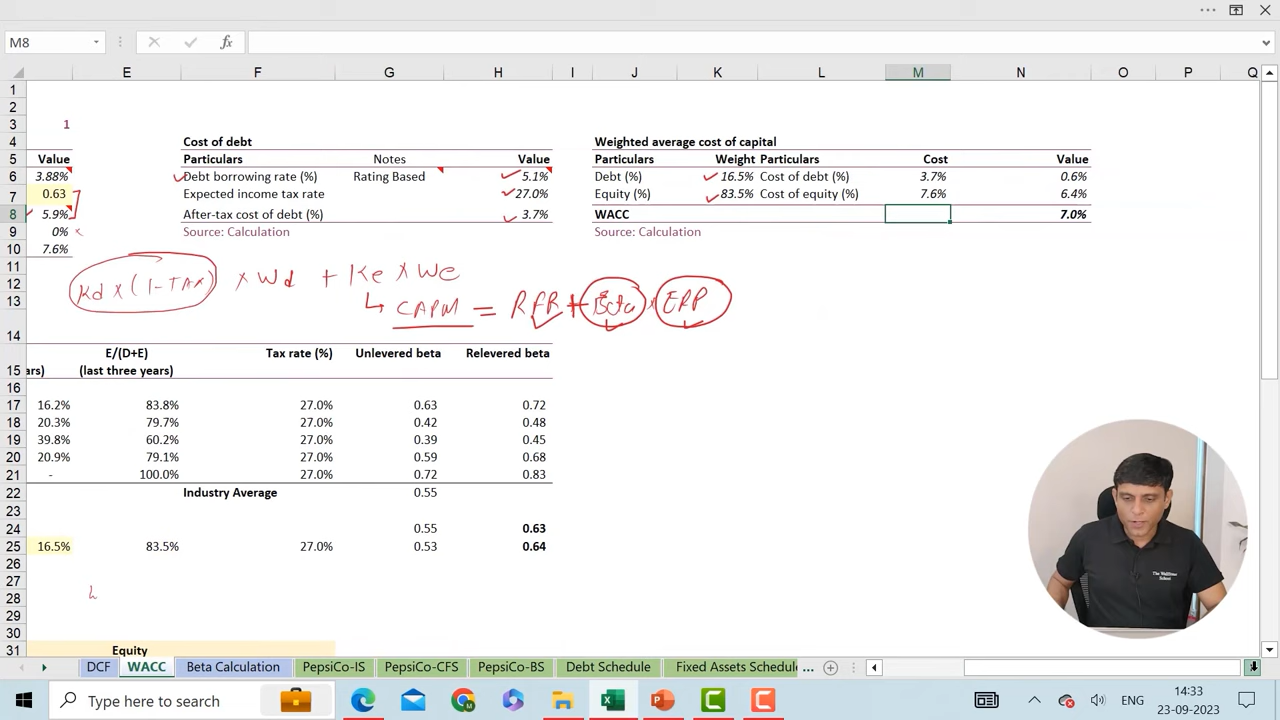 M8 fx
E F G H I J K L M N O P Q
1
2
3 1
4 Cost of debt Weighted average cost of capital
5 Value Particulars Notes Value Particulars Weight Particulars Cost Value
6 3.88% Debt borrowing rate (%) Rating Based 5.1% Debt (%) 16.5% Cost of debt (%) 3.7% 0.6%
7 0.63 Expected income tax rate 27.0% Equity (%) 83.5% Cost of equity (%) 7.6% 6.4%
8 5.9% After-tax cost of debt (%) 3.7% WACC 7.0%
9 0% Source: Calculation Source: Calculation
10 7.6%
11
12 Kd x (1-TAX) x Wd + Ke x We
13 CAPM = RFR + Beta x ERP
14
15 ars) E/(D+E) (last three years) Tax rate (%) Unlevered beta Relevered beta
16
17 16.2% 83.8% 27.0% 0.63 0.72
18 20.3% 79.7% 27.0% 0.42 0.48
19 39.8% 60.2% 27.0% 0.39 0.45
20 20.9% 79.1% 27.0% 0.59 0.68
21 - 100.0% 27.0% 0.72 0.83
22 Industry Average 0.55
23
24 0.55 0.63
25 16.5% 83.5% 27.0% 0.53 0.64
26
27
28
29
30
31 Equity
The WallStreet School
DCF WACC Beta Calculation PepsiCo-IS PepsiCo-CFS PepsiCo-BS Debt Schedule Fixed Assets Schedul ...
Type here to search ENG 14:33
23-09-2023